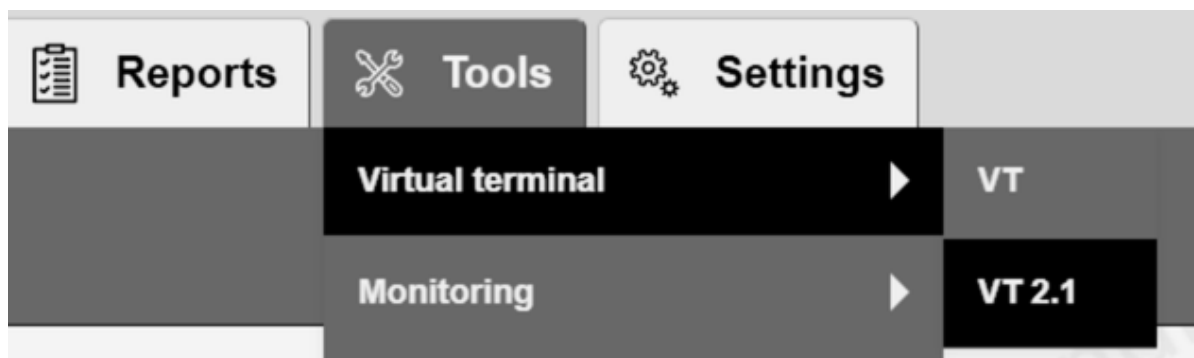 Reports
Tools
Settings
Virtual terminal
VT
Monitoring
VT 2.1